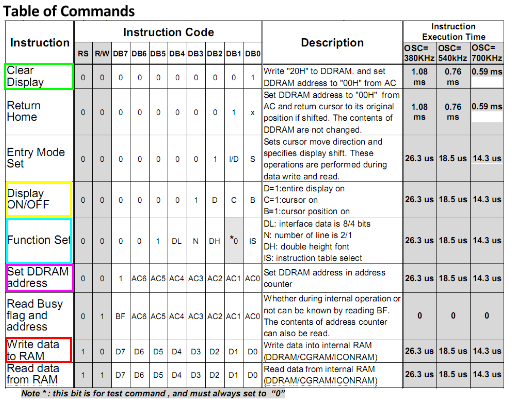 Table of Commands
Instruction
Instruction Code
Description
Instruction Execution Time
RS R/W DB7 DB6 DB5 DB4 DB3 DB2 DB1 DB0
OSC= 380KHz OSC= 540kHz OSC= 700KHz
Clear Display 0 0 0 0 0 0 0 0 0 1 Write "20H" to DDRAM. and set DDRAM address to "00H" from AC 1.08 ms 0.76 ms 0.59 ms
Return Home 0 0 0 0 0 0 0 0 1 x Set DDRAM address to "00H" from AC and return cursor to its original position if shifted. The contents of DDRAM are not changed. 1.08 ms 0.76 ms 0.59 ms
Entry Mode Set 0 0 0 0 0 0 0 1 I/D S Sets cursor move direction and specifies display shift. These operations are performed during data write and read. 26.3 us 18.5 us 14.3 us
Display ON/OFF 0 0 0 0 0 0 1 D C B D=1:entire display on C=1:cursor on B=1:cursor position on 26.3 us 18.5 us 14.3 us
Function Set 0 0 0 0 1 DL N DH *0 IS DL: interface data is 8/4 bits N: number of line is 2/1 DH: double height font IS: instruction table select 26.3 us 18.5 us 14.3 us
Set DDRAM address 0 0 1 AC6 AC5 AC4 AC3 AC2 AC1 AC0 Set DDRAM address in address counter 26.3 us 18.5 us 14.3 us
Read Busy flag and address 0 1 BF AC6 AC5 AC4 AC3 AC2 AC1 AC0 Whether during internal operation or not can be known by reading BF. The contents of address counter can also be read. 0 0 0
Write data to RAM 1 0 D7 D6 D5 D4 D3 D2 D1 D0 Write data into internal RAM (DDRAM/CGRAM/ICONRAM) 26.3 us 18.5 us 14.3 us
Read data from RAM 1 1 D7 D6 D5 D4 D3 D2 D1 D0 Read data from internal RAM (DDRAM/CGRAM/ICONRAM) 26.3 us 18.5 us 14.3 us
Note * : this bit is for test command , and must always set to "0"